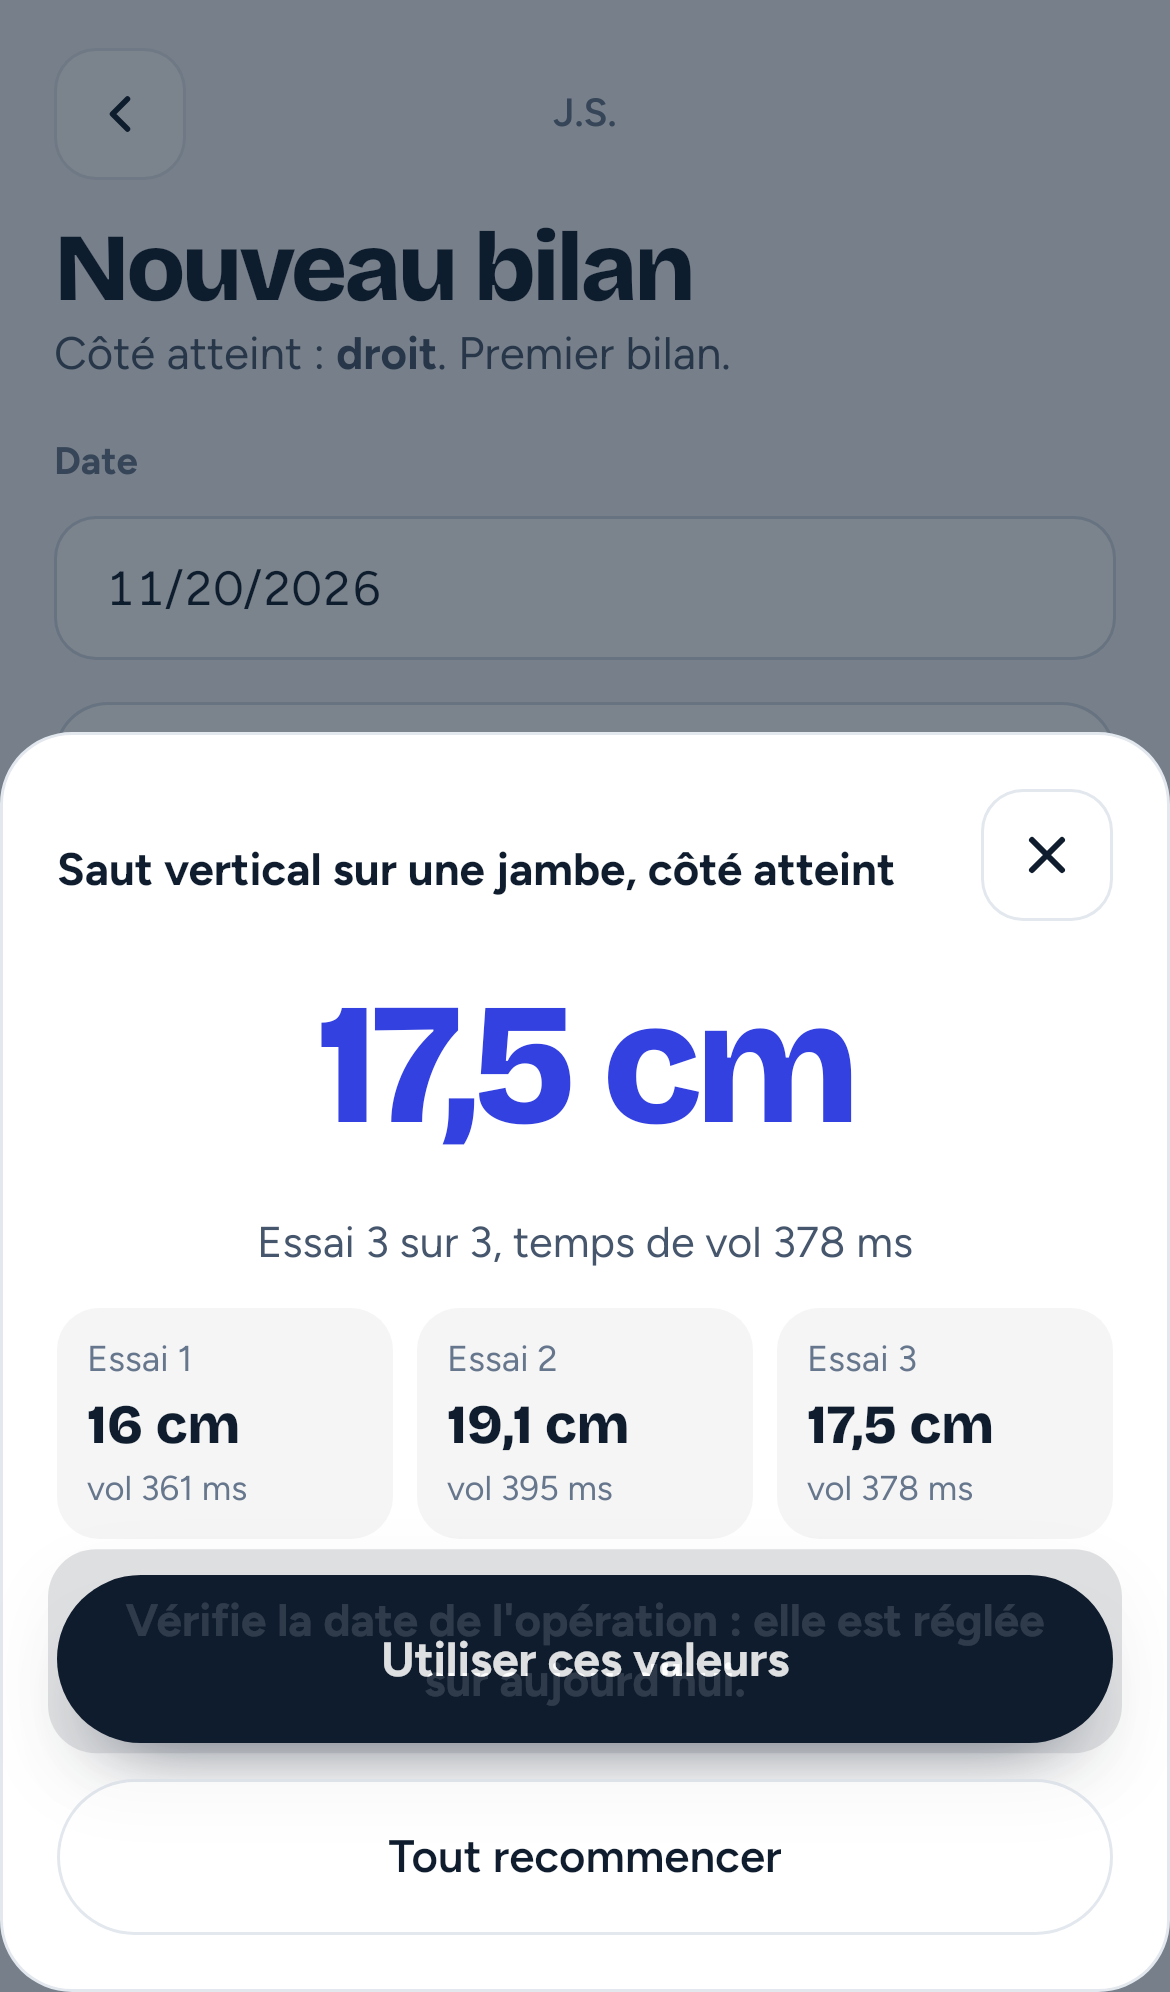 J.S.
Nouveau bilan
Côté atteint : droit. Premier bilan.
Date
11/20/2026
Saut vertical sur une jambe, côté atteint
17,5 cm
Essai 3 sur 3, temps de vol 378 ms
Essai 1
16 cm
vol 361 ms
Essai 2
19,1 cm
vol 395 ms
Essai 3
17,5 cm
vol 378 ms
Vérifie la date de l'opération : elle est réglée
sur aujourd'hui.
Utiliser ces valeurs
Tout recommencer